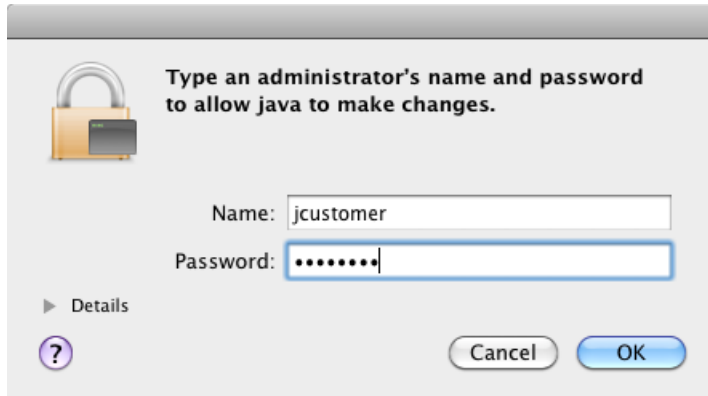 Type an administrator's name and password
to allow java to make changes.
Name: jcustomer
Password: ••••••••
Details
?
Cancel OK